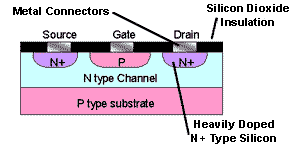 Metal Connectors
Silicon Dioxide
Insulation
Source Gate Drain
N+ P N+
N type Channel
P type substrate
Heavily Doped
N+ Type Silicon